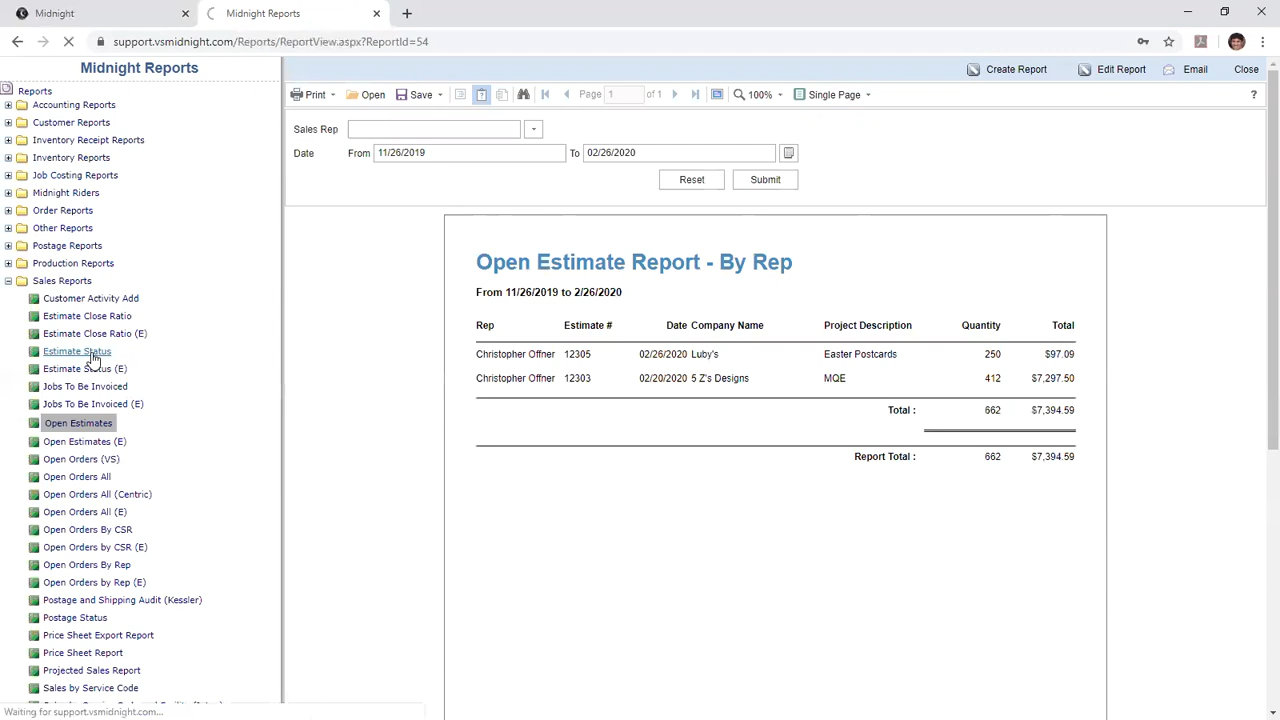 Midnight
Midnight Reports
support.vsmidnight.com/Reports/ReportView.aspx?ReportId=54
Midnight Reports
Reports
Accounting Reports
Customer Reports
Inventory Receipt Reports
Inventory Reports
Job Costing Reports
Midnight Riders
Order Reports
Other Reports
Postage Reports
Production Reports
Sales Reports
Customer Activity Add
Estimate Close Ratio
Estimate Close Ratio (E)
Estimate Status
Estimate Status (E)
Jobs To Be Invoiced
Jobs To Be Invoiced (E)
Open Estimates
Open Estimates (E)
Open Orders (VS)
Open Orders All
Open Orders All (Centric)
Open Orders All (E)
Open Orders By CSR
Open Orders by CSR (E)
Open Orders By Rep
Open Orders by Rep (E)
Postage and Shipping Audit (Kessler)
Postage Status
Price Sheet Export Report
Price Sheet Report
Projected Sales Report
Sales by Service Code
Waiting for support.vsmidnight.com...
Create Report Edit Report Email Close
Print Open Save Page 1 of 1 100% Single Page ?
Sales Rep
Date From 11/26/2019 To 02/26/2020
Reset Submit
Open Estimate Report - By Rep
From 11/26/2019 to 2/26/2020
Rep Estimate # Date Company Name Project Description Quantity Total
Christopher Offner 12305 02/26/2020 Luby's Easter Postcards 250 $97.09
Christopher Offner 12303 02/20/2020 5 Z's Designs MQE 412 $7,297.50
Total : 662 $7,394.59
Report Total : 662 $7,394.59